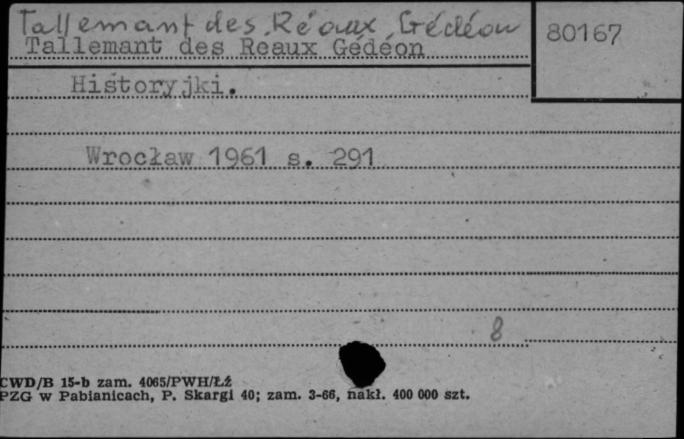 Tallemant des Réaux, Gédéon
80167
Tallemant des Reaux Gedeon
Historyjki.
Wrocław 1961 s. 291
8
CWD/B 15-b zam. 4065/PWH/ŁŹ
PZG w Pabianicach, P. Skargi 40; zam. 3-66, nakł. 400 000 szt.